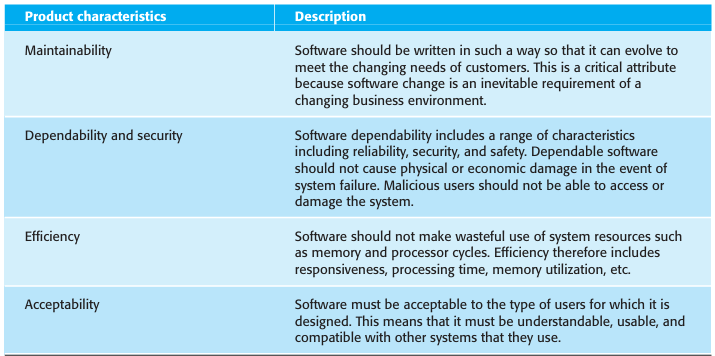 Product characteristics Description
Maintainability Software should be written in such a way so that it can evolve to
meet the changing needs of customers. This is a critical attribute
because software change is an inevitable requirement of a
changing business environment.
Dependability and security Software dependability includes a range of characteristics
including reliability, security, and safety. Dependable software
should not cause physical or economic damage in the event of
system failure. Malicious users should not be able to access or
damage the system.
Efficiency Software should not make wasteful use of system resources such
as memory and processor cycles. Efficiency therefore includes
responsiveness, processing time, memory utilization, etc.
Acceptability Software must be acceptable to the type of users for which it is
designed. This means that it must be understandable, usable, and
compatible with other systems that they use.